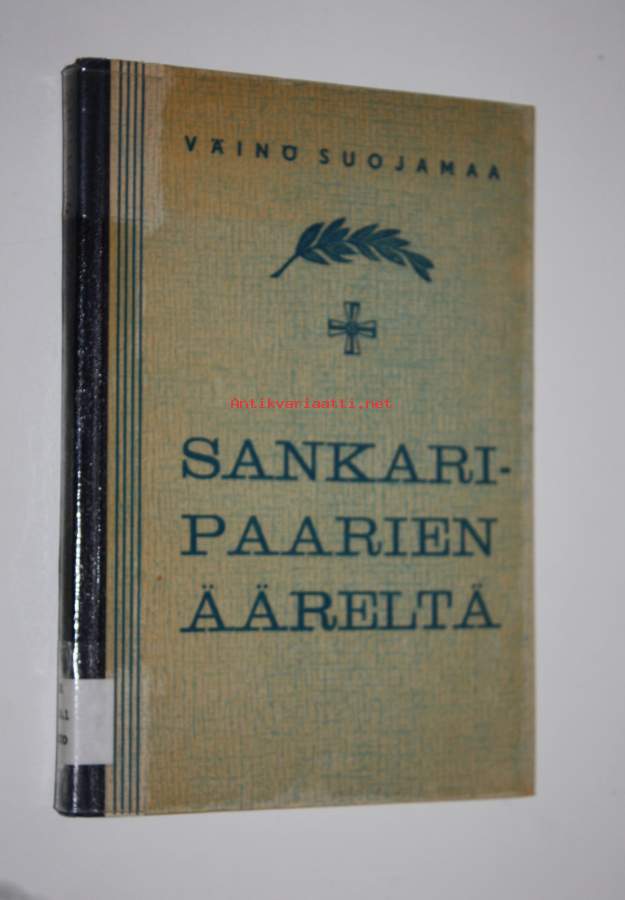 VÄINÖ SUOJAMAA
Antikvariaatti.net
SANKARI-
PAARIEN
ÄÄRELTÄ